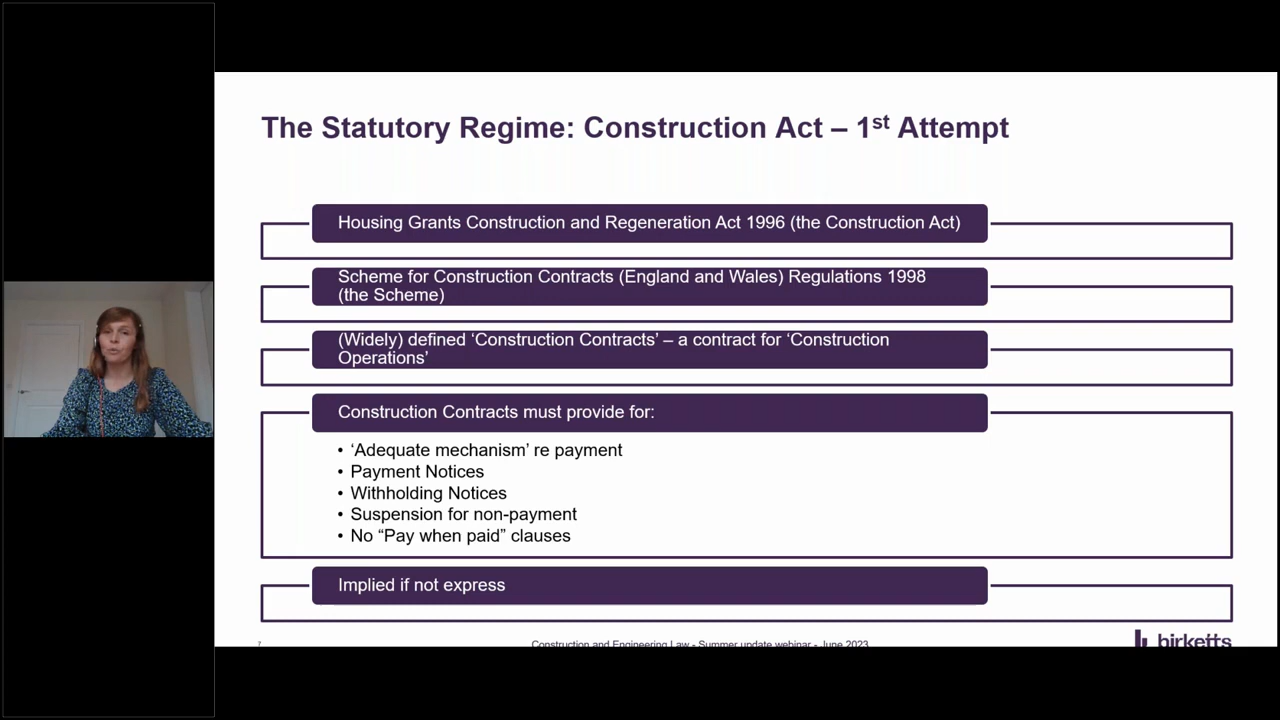 The Statutory Regime: Construction Act – 1st Attempt
Housing Grants Construction and Regeneration Act 1996 (the Construction Act)
Scheme for Construction Contracts (England and Wales) Regulations 1998
(the Scheme)
(Widely) defined ‘Construction Contracts’ – a contract for ‘Construction
Operations’
Construction Contracts must provide for:
• ‘Adequate mechanism’ re payment
• Payment Notices
• Withholding Notices
• Suspension for non-payment
• No “Pay when paid” clauses
Implied if not express
7
Construction and Engineering Law - Summer update webinar - June 2023
birketts